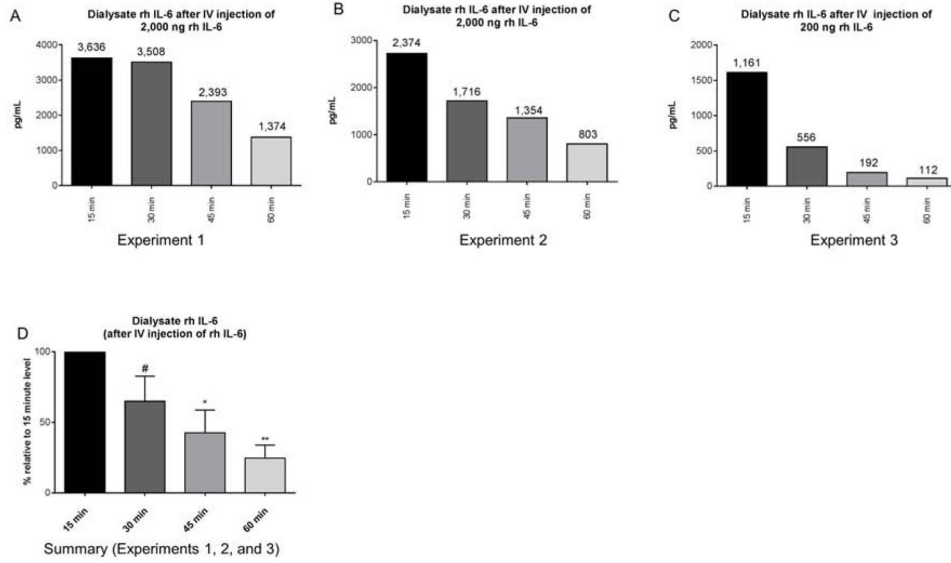 A
Dialysate rh IL-6 after IV injection of
2,000 ng rh IL-6
4000
3000
2000
1000
0
pg/mL
3,636
3,508
2,393
1,374
15 min
30 min
45 min
60 min
Experiment 1
B
Dialysate rh IL-6 after IV injection of
2,000 ng rh IL-6
3000
2000
1000
0
pg/mL
2,374
1,716
1,354
803
15 min
30 min
45 min
60 min
Experiment 2
C
Dialysate rh IL-6 after IV injection of
200 ng rh IL-6
2000
1500
1000
500
0
pg/mL
1,161
556
192
112
15 min
30 min
45 min
60 min
Experiment 3
D
Dialysate rh IL-6
(after IV injection of rh IL-6)
100
50
0
% relative to 15 minute level
#
*
**
15 min
30 min
45 min
60 min
Summary (Experiments 1, 2, and 3)